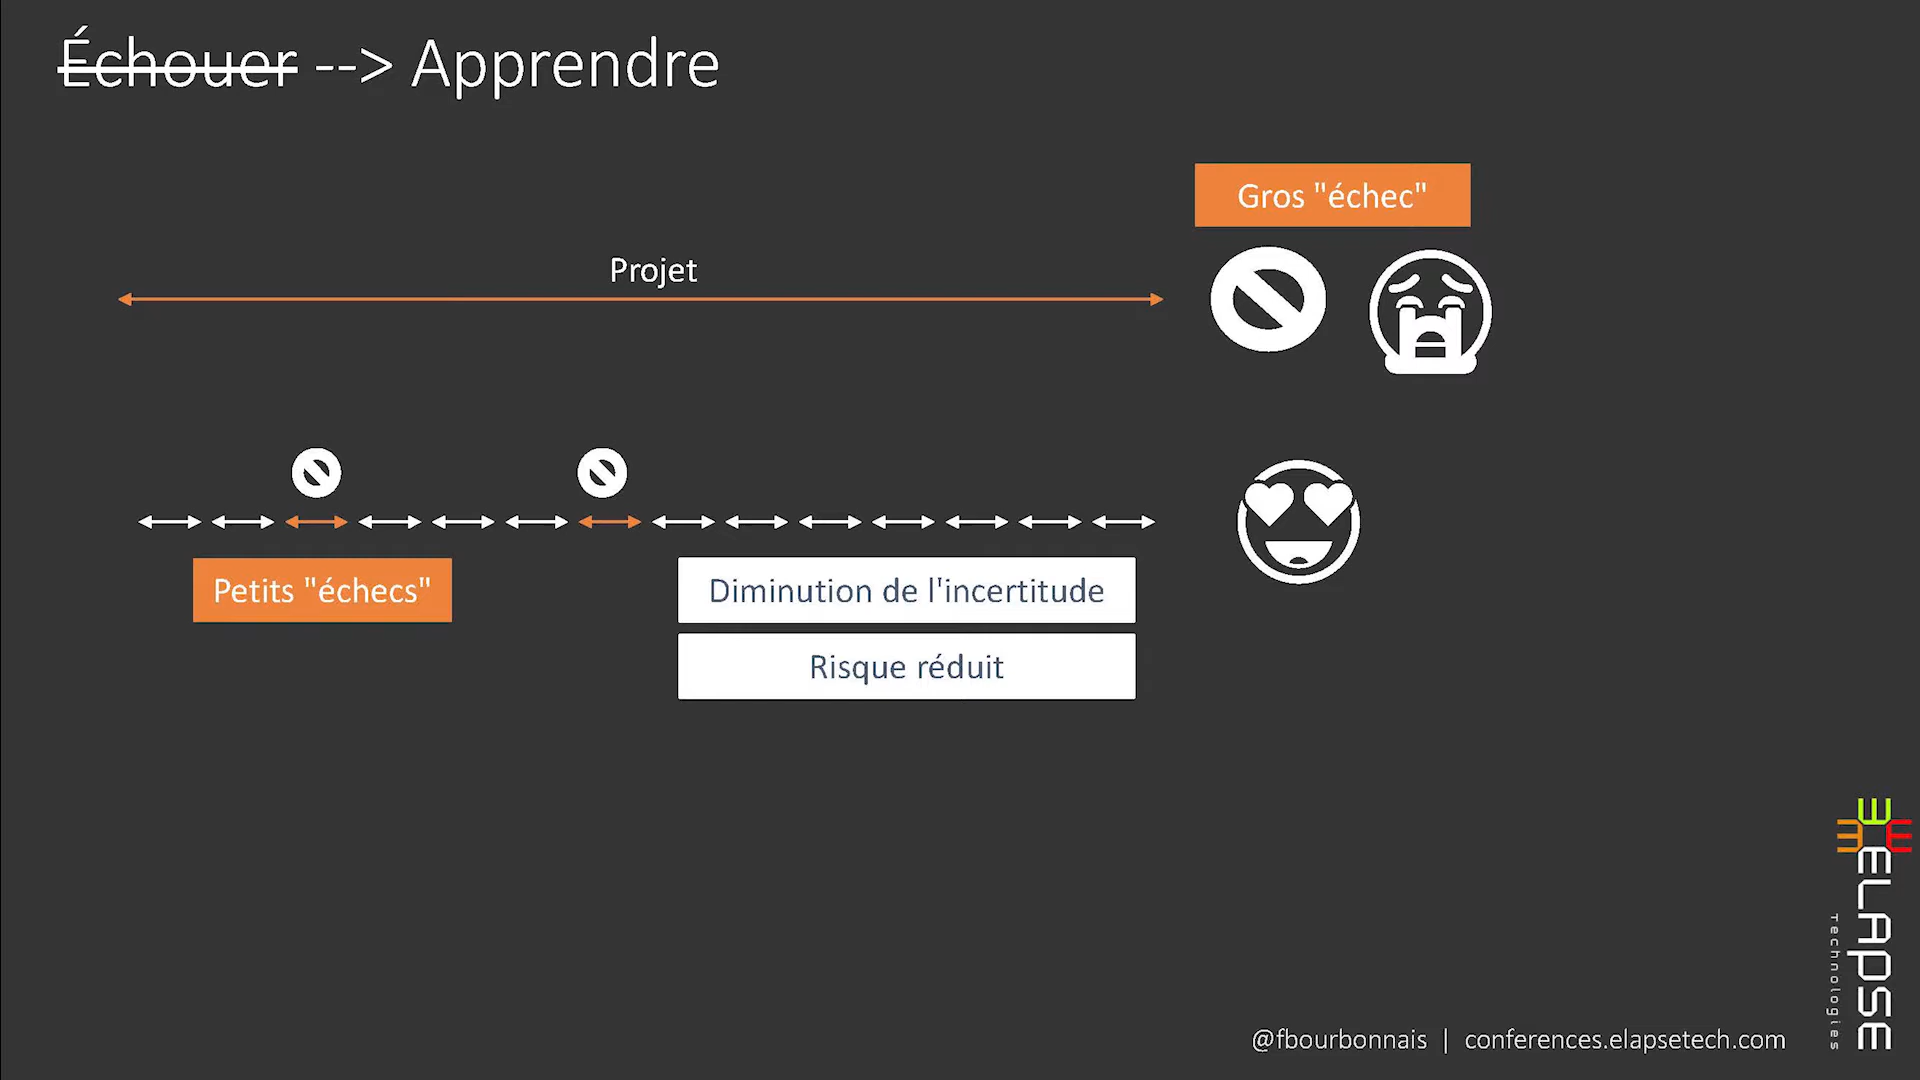 Échouer --> Apprendre
Gros "échec"
Projet
Petits "échecs"
Diminution de l'incertitude
Risque réduit
ELAPSE
Technologies
@fbourbonnais | conferences.elapsetech.com